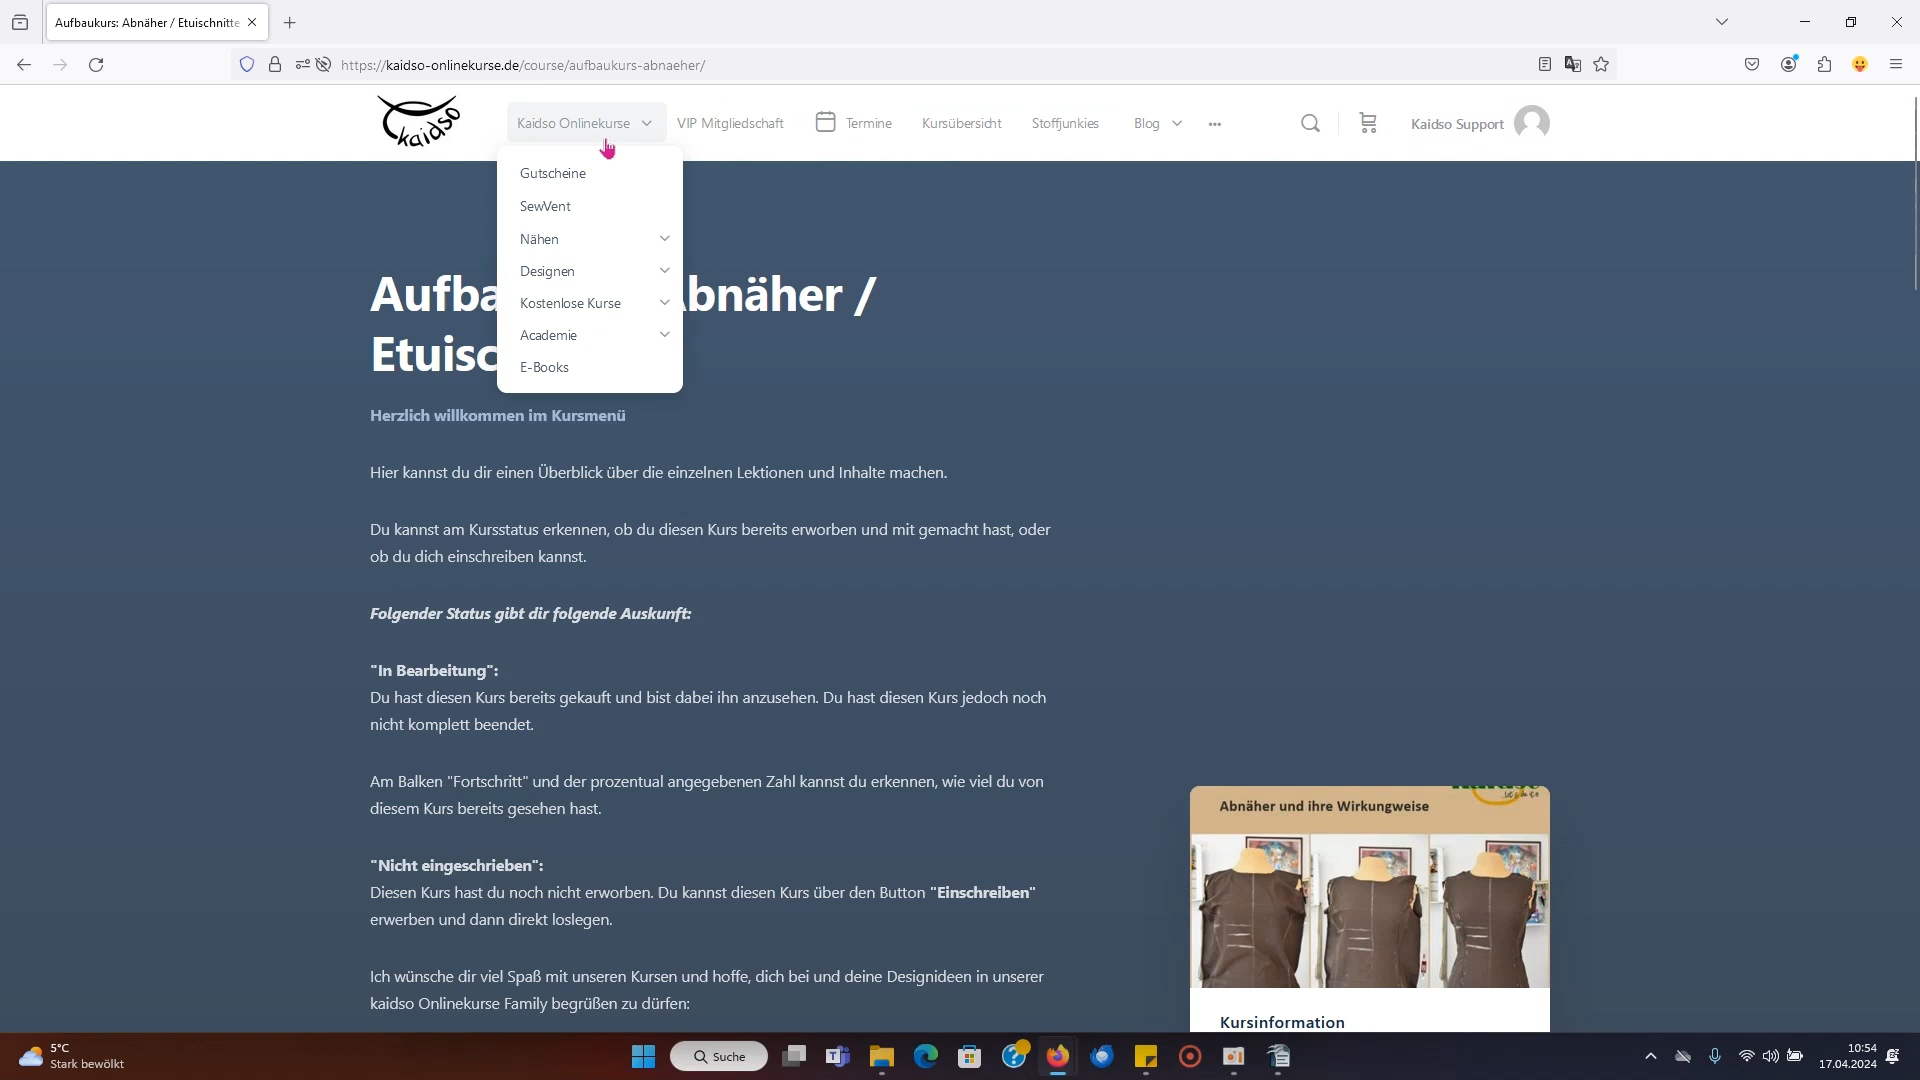 Aufbaukurs: Abnäher / Etuischnitte
https://kaidso-onlinekurse.de/course/aufbaukurs-abnaeher/
kaidso
Kaidso Onlinekurse
VIP Mitgliedschaft
Termine
Kursübersicht
Stoffjunkies
Blog
Kaidso Support
Gutscheine
SewVent
Nähen
Designen
Kostenlose Kurse
Academie
E-Books
Aufba bnäher /
Etuisc
Herzlich willkommen im Kursmenü
Hier kannst du dir einen Überblick über die einzelnen Lektionen und Inhalte machen.
Du kannst am Kursstatus erkennen, ob du diesen Kurs bereits erworben und mit gemacht hast, oder
ob du dich einschreiben kannst.
Folgender Status gibt dir folgende Auskunft:
"In Bearbeitung":
Du hast diesen Kurs bereits gekauft und bist dabei ihn anzusehen. Du hast diesen Kurs jedoch noch
nicht komplett beendet.
Am Balken "Fortschritt" und der prozentual angegebenen Zahl kannst du erkennen, wie viel du von
diesem Kurs bereits gesehen hast.
"Nicht eingeschrieben":
Diesen Kurs hast du noch nicht erworben. Du kannst diesen Kurs über den Button "Einschreiben"
erwerben und dann direkt loslegen.
Ich wünsche dir viel Spaß mit unseren Kursen und hoffe, dich bei und deine Designideen in unserer
kaidso Onlinekurse Family begrüßen zu dürfen:
Abnäher und ihre Wirkungweise
Kursinformation
5°C
Stark bewölkt
Suche
10:54
17.04.2024